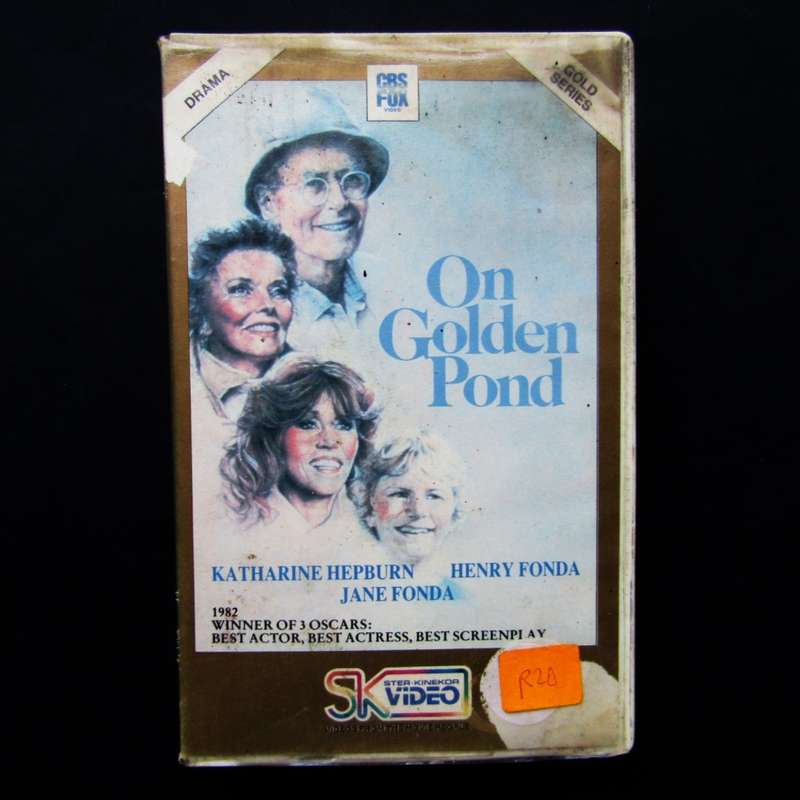 DRAMA
CBS
FOX
VIDEO
GOLD
SERIES
On
Golden
Pond
KATHARINE HEPBURN HENRY FONDA
JANE FONDA
1982
WINNER OF 3 OSCARS:
BEST ACTOR, BEST ACTRESS, BEST SCREENPLAY
SK STER·KINEKOR
VIDEO
R20